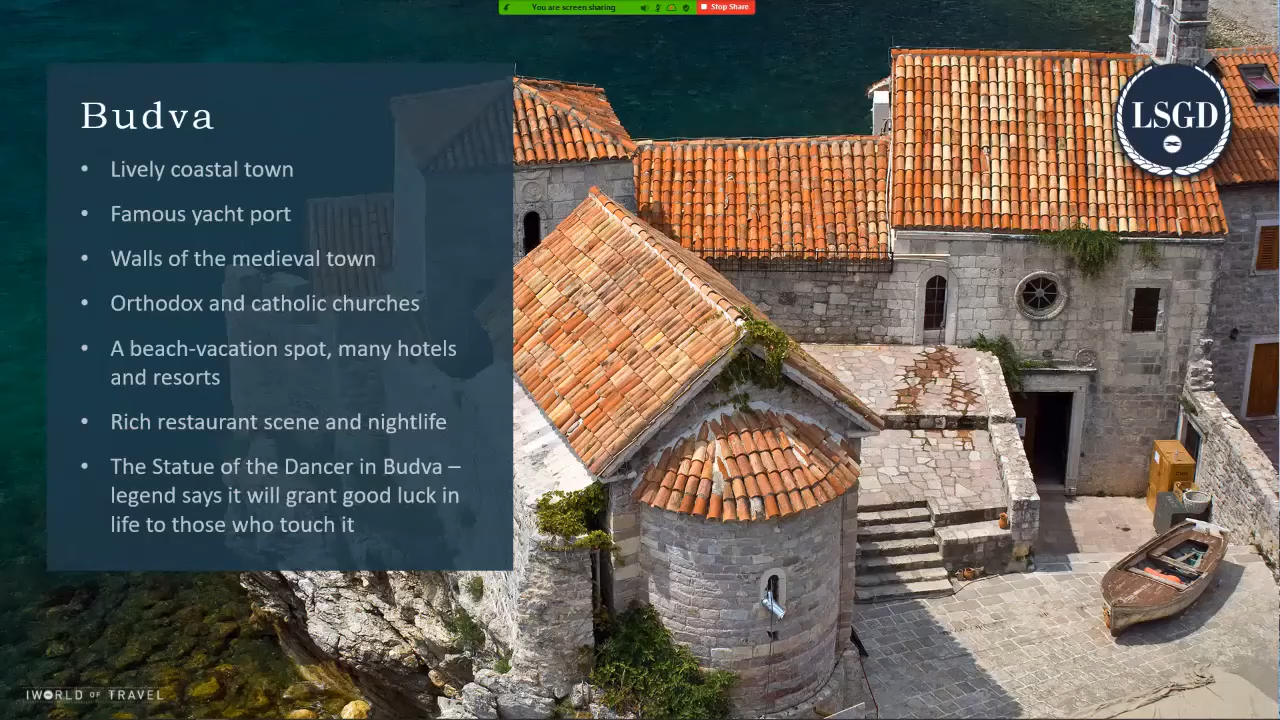 You are screen sharing
Stop Share
LSGD
Budva
• Lively coastal town
• Famous yacht port
• Walls of the medieval town
• Orthodox and catholic churches
• A beach-vacation spot, many hotels
and resorts
• Rich restaurant scene and nightlife
• The Statue of the Dancer in Budva –
legend says it will grant good luck in
life to those who touch it
IWORLD OF TRAVEL